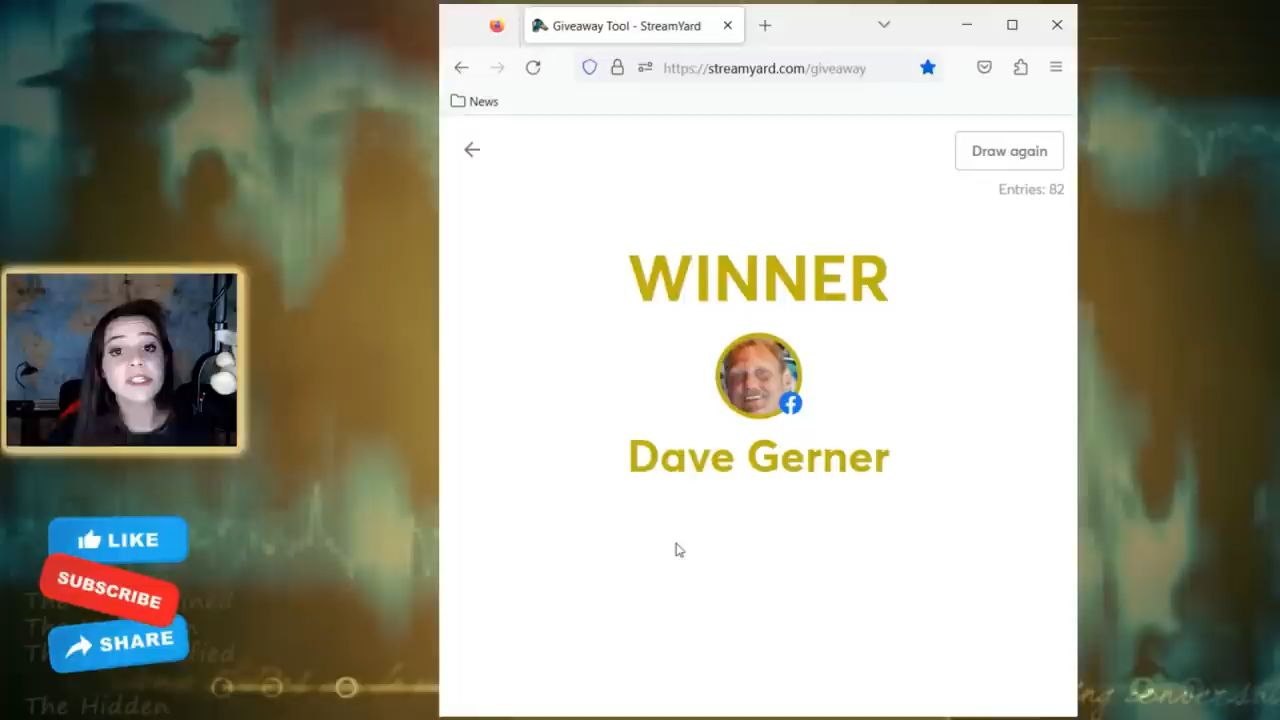 Giveaway Tool - StreamYard
https://streamyard.com/giveaway
News
Draw again
Entries: 82
WINNER
Dave Gerner
LIKE
SUBSCRIBE
SHARE
The Hidden